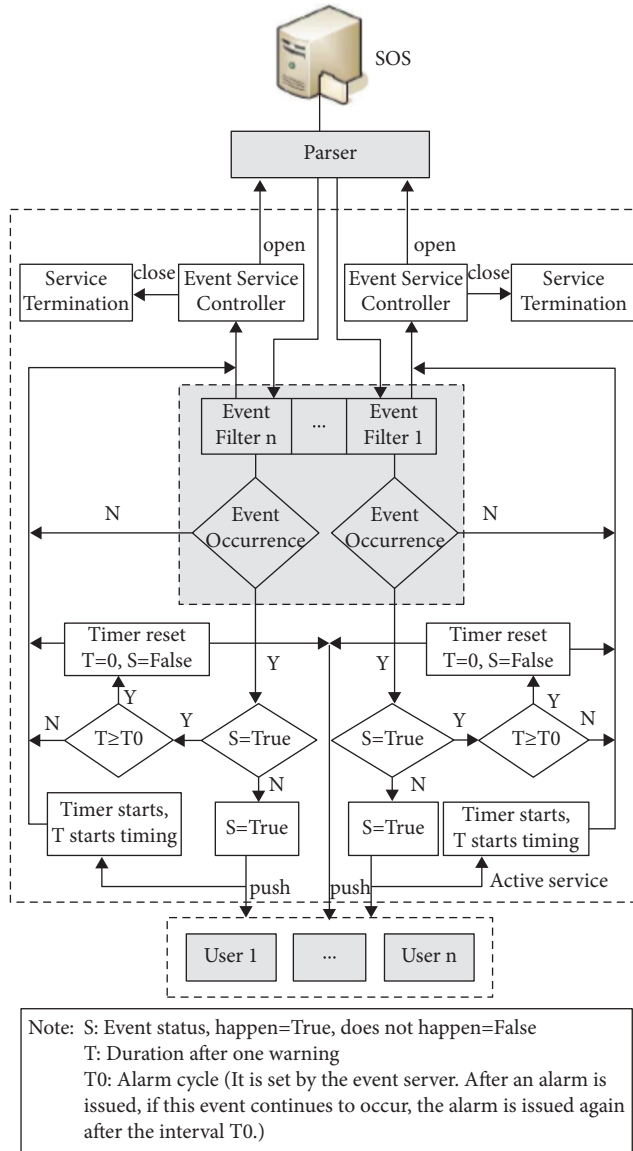 SOS
Parser
open
open
Service
Termination
close
Event Service
Controller
Event Service
Controller
close
Service
Termination
Event
Filter n
...
Event
Filter 1
N
Event
Occurrence
Event
Occurrence
N
Timer reset
T=0, S=False
Y
Y
Timer reset
T=0, S=False
N
Y
T≥T0
Y
S=True
S=True
Y
Y
T≥T0
N
N
N
Timer starts,
T starts timing
S=True
S=True
Timer starts,
T starts timing
push
push
Active service
User 1
...
User n
Note: S: Event status, happen=True, does not happen=False
T: Duration after one warning
T0: Alarm cycle (It is set by the event server. After an alarm is
issued, if this event continues to occur, the alarm is issued again
after the interval T0.)